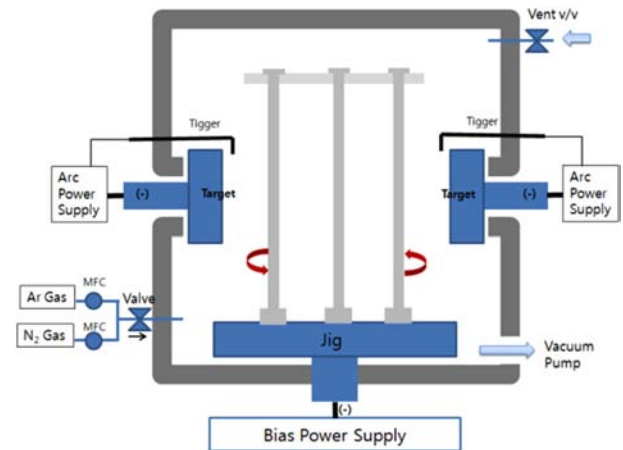 Vent v/v
Tigger
Tigger
Arc
Power
Supply
(-)
Target
Target
(-)
Arc
Power
Supply
MFC
Ar Gas
Valve
MFC
N₂ Gas
Jig
Vacuum
Pump
(-)
Bias Power Supply